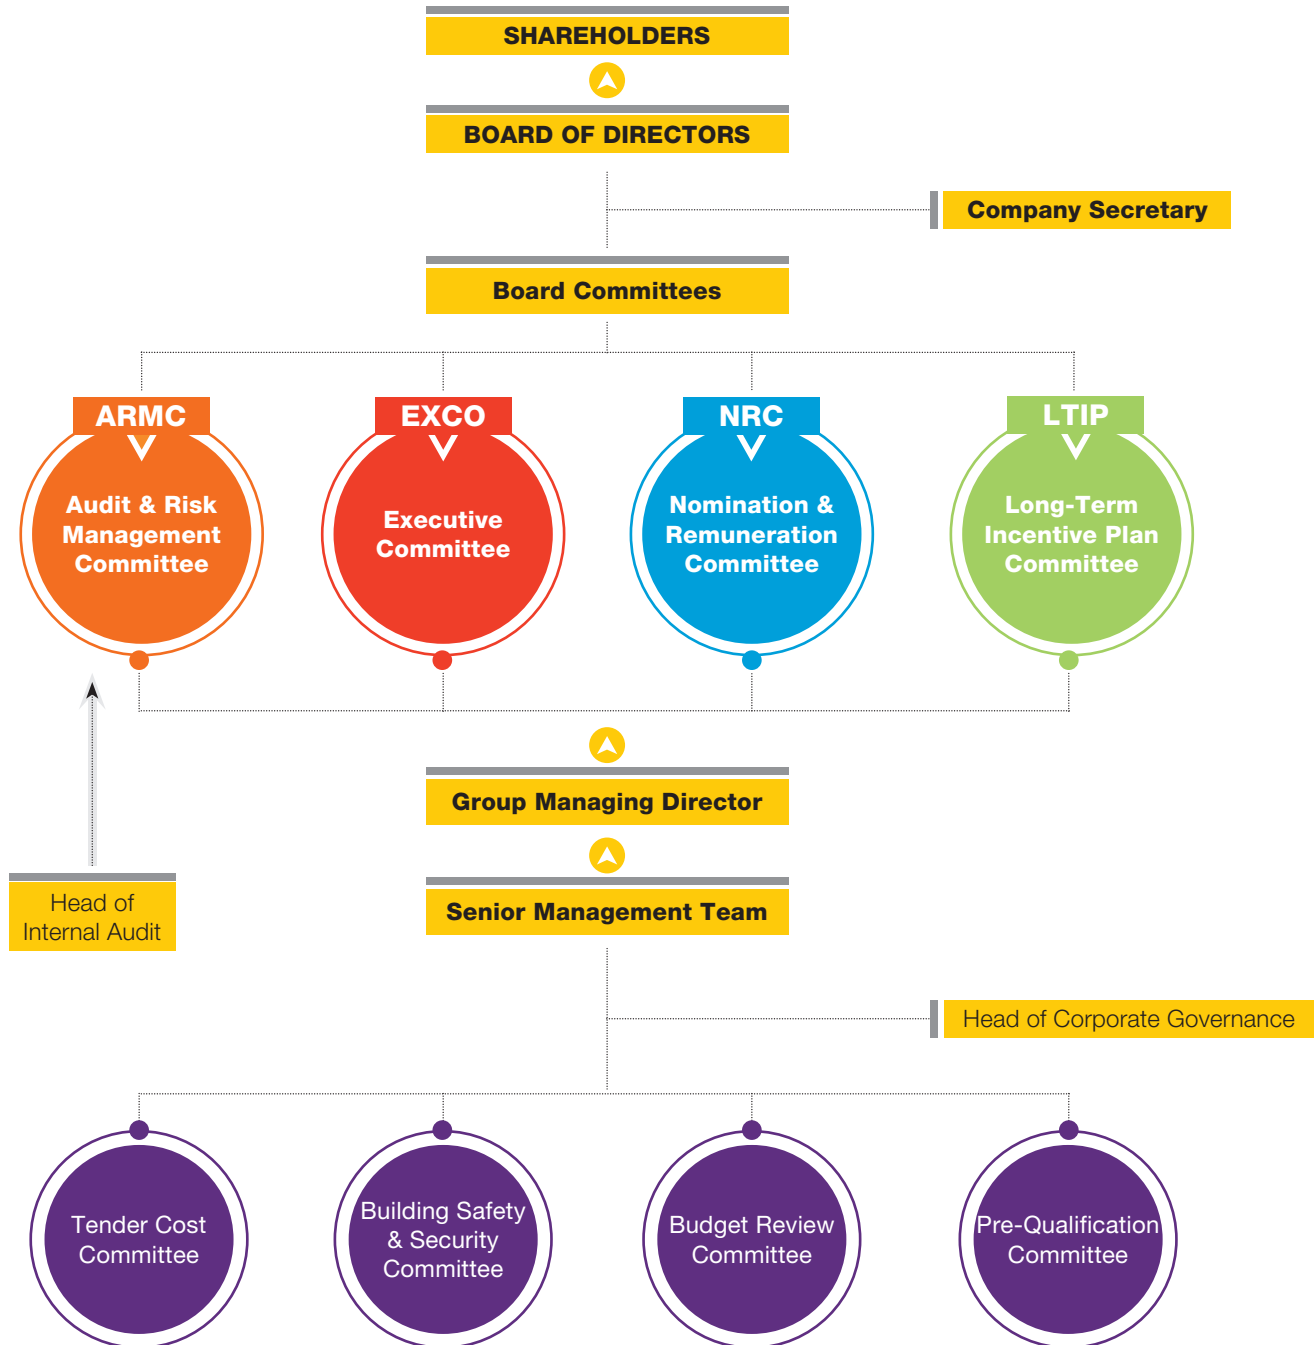 SHAREHOLDERS
BOARD OF DIRECTORS
Company Secretary
Board Committees
ARMC
Audit & Risk
Management
Committee
EXCO
Executive
Committee
NRC
Nomination &
Remuneration
Committee
LTIP
Long-Term
Incentive Plan
Committee
Group Managing Director
Head of
Internal Audit
Senior Management Team
Head of Corporate Governance
Tender Cost
Committee
Building Safety
& Security
Committee
Budget Review
Committee
Pre-Qualification
Committee